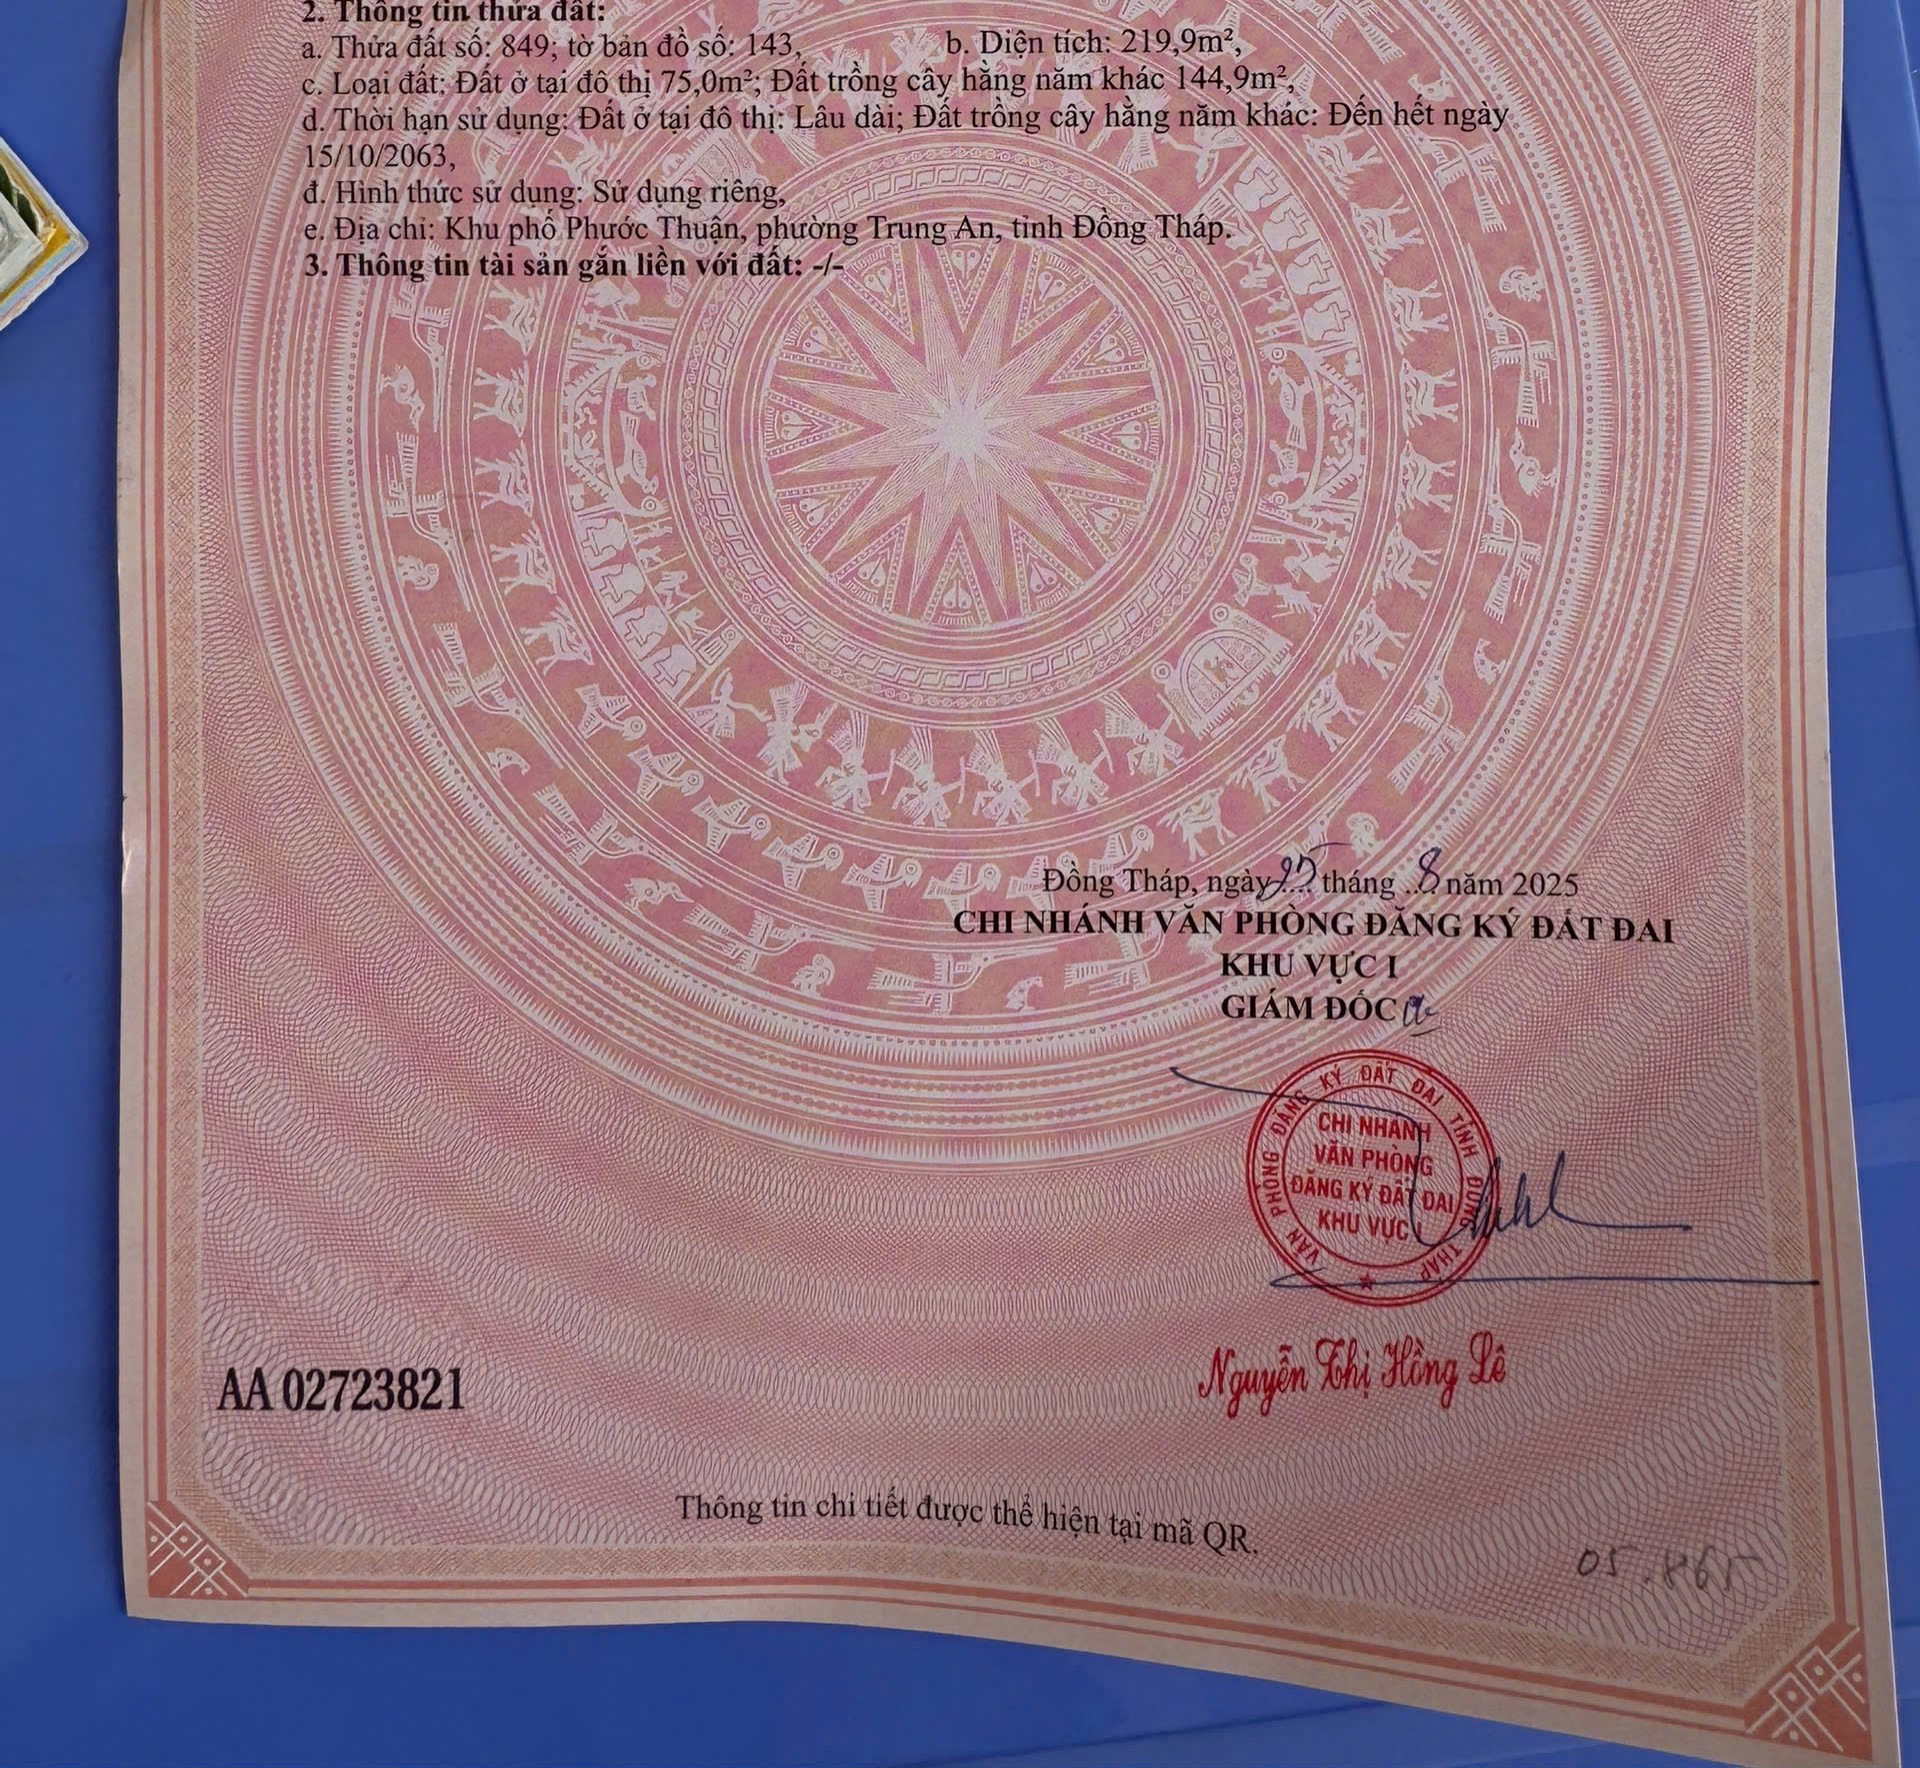 2. Thông tin thửa đất:
a. Thửa đất số: 849; tờ bản đồ số: 143, b. Diện tích: 219,9m²,
c. Loại đất: Đất ở tại đô thị 75,0m²; Đất trồng cây hằng năm khác 144,9m²,
d. Thời hạn sử dụng: Đất ở tại đô thị: Lâu dài; Đất trồng cây hằng năm khác: Đến hết ngày
15/10/2063,
đ. Hình thức sử dụng: Sử dụng riêng,
e. Địa chỉ: Khu phố Phước Thuận, phường Trung An, tỉnh Đồng Tháp.
3. Thông tin tài sản gắn liền với đất: -/-
Đồng Tháp, ngày 25 tháng 8 năm 2025
CHI NHÁNH VĂN PHÒNG ĐĂNG KÝ ĐẤT ĐAI
KHU VỰC I
GIÁM ĐỐC
VĂN PHÒNG ĐĂNG KÝ ĐẤT ĐAI TỈNH ĐỒNG THÁP
CHI NHÁNH
VĂN PHÒNG
ĐĂNG KÝ ĐẤT ĐAI
KHU VỰC I
Nguyễn Thị Hồng Lê
AA 02723821
Thông tin chi tiết được thể hiện tại mã QR.
05.865